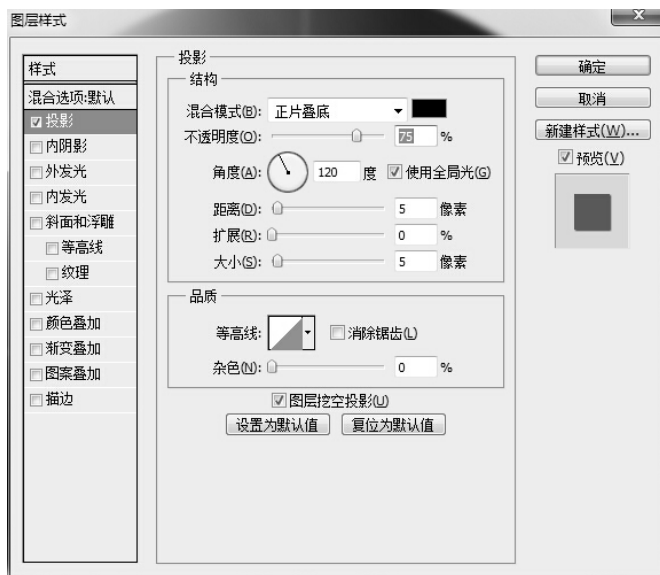 图层样式
样式
混合选项:默认
投影
内阴影
外发光
内发光
斜面和浮雕
等高线
纹理
光泽
颜色叠加
渐变叠加
图案叠加
描边
投影
结构
混合模式(B): 正片叠底
不透明度(O): 75 %
角度(A): 120 度 使用全局光(G)
距离(D): 5 像素
扩展(R): 0 %
大小(S): 5 像素
品质
等高线: 消除锯齿(L)
杂色(N): 0 %
图层挖空投影(U)
设置为默认值 复位为默认值
确定
取消
新建样式(W)...
预览(V)